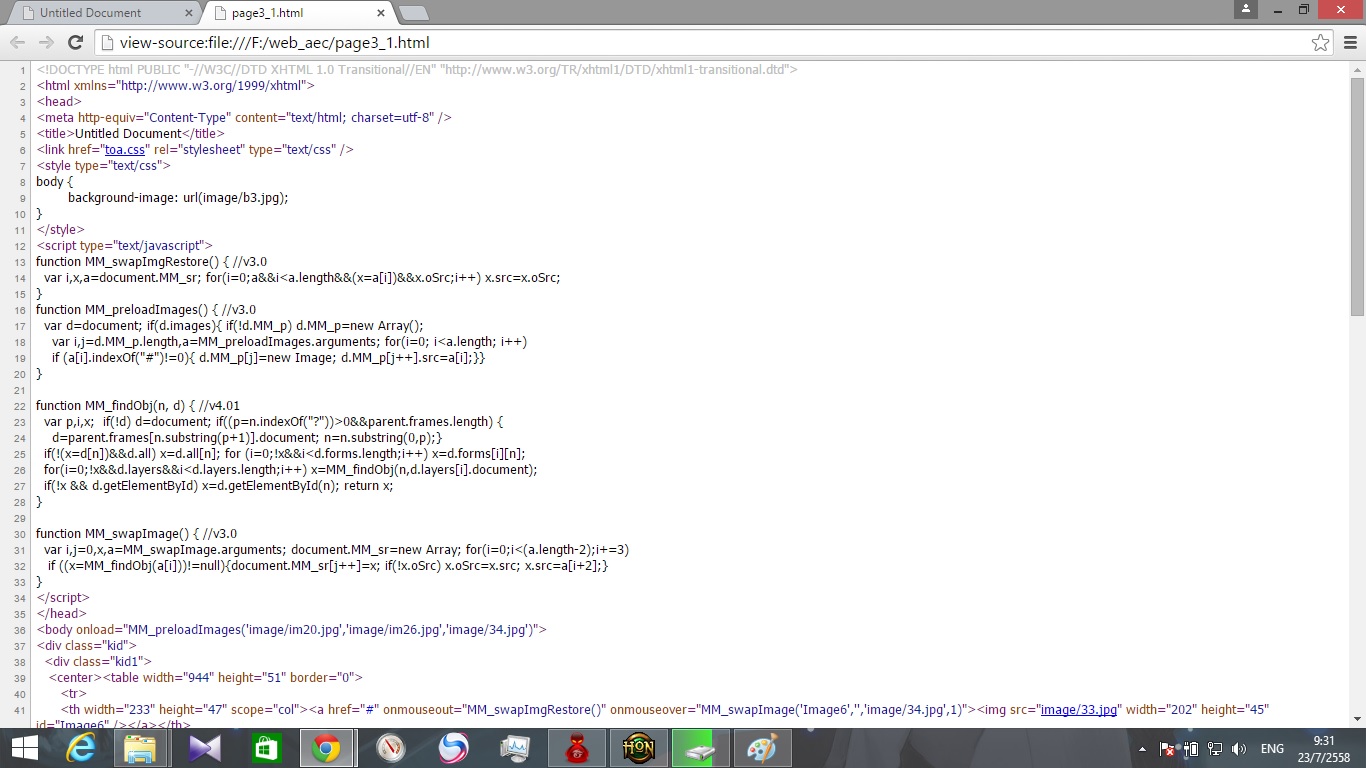 Untitled Document
page3_1.html
view-source:file:///F:/web_aec/page3_1.html
1 <!DOCTYPE html PUBLIC "-//W3C//DTD XHTML 1.0 Transitional//EN" "http://www.w3.org/TR/xhtml1/DTD/xhtml1-transitional.dtd">
2 <html xmlns="http://www.w3.org/1999/xhtml">
3 <head>
4 <meta http-equiv="Content-Type" content="text/html; charset=utf-8" />
5 <title>Untitled Document</title>
6 <link href="toa.css" rel="stylesheet" type="text/css" />
7 <style type="text/css">
8 body {
9 background-image: url(image/b3.jpg);
10 }
11 </style>
12 <script type="text/javascript">
13 function MM_swapImgRestore() { //v3.0
14 var i,x,a=document.MM_sr; for(i=0;a&&i<a.length&&(x=a[i])&&x.oSrc;i++) x.src=x.oSrc;
15 }
16 function MM_preloadImages() { //v3.0
17 var d=document; if(d.images){ if(!d.MM_p) d.MM_p=new Array();
18 var i,j=d.MM_p.length,a=MM_preloadImages.arguments; for(i=0; i<a.length; i++)
19 if (a[i].indexOf("#")!=0){ d.MM_p[j]=new Image; d.MM_p[j++].src=a[i];}}
20 }
21
22 function MM_findObj(n, d) { //v4.01
23 var p,i,x;  if(!d) d=document; if((p=n.indexOf("?"))>0&&parent.frames.length) {
24 d=parent.frames[n.substring(p+1)].document; n=n.substring(0,p);}
25 if(!(x=d[n])&&d.all) x=d.all[n]; for (i=0;!x&&i<d.forms.length;i++) x=d.forms[i][n];
26 for(i=0;!x&&d.layers&&i<d.layers.length;i++) x=MM_findObj(n,d.layers[i].document);
27 if(!x && d.getElementById) x=d.getElementById(n); return x;
28 }
29
30 function MM_swapImage() { //v3.0
31 var i,j=0,x,a=MM_swapImage.arguments; document.MM_sr=new Array; for(i=0;i<(a.length-2);i+=3)
32 if ((x=MM_findObj(a[i]))!=null){document.MM_sr[j++]=x; if(!x.oSrc) x.oSrc=x.src; x.src=a[i+2];}
33 }
34 </script>
35 </head>
36 <body onload="MM_preloadImages('image/im20.jpg','image/im26.jpg','image/34.jpg')">
37 <div class="kid">
38 <div class="kid1">
39 <center><table width="944" height="51" border="0">
40 <tr>
41 <th width="233" height="47" scope="col"><a href="#" onmouseout="MM_swapImgRestore()" onmouseover="MM_swapImage('Image6','','image/34.jpg',1)"><img src="image/33.jpg" width="202" height="45"
id="Image6" /></a></th>
HON
ENG
9:31
23/7/2558